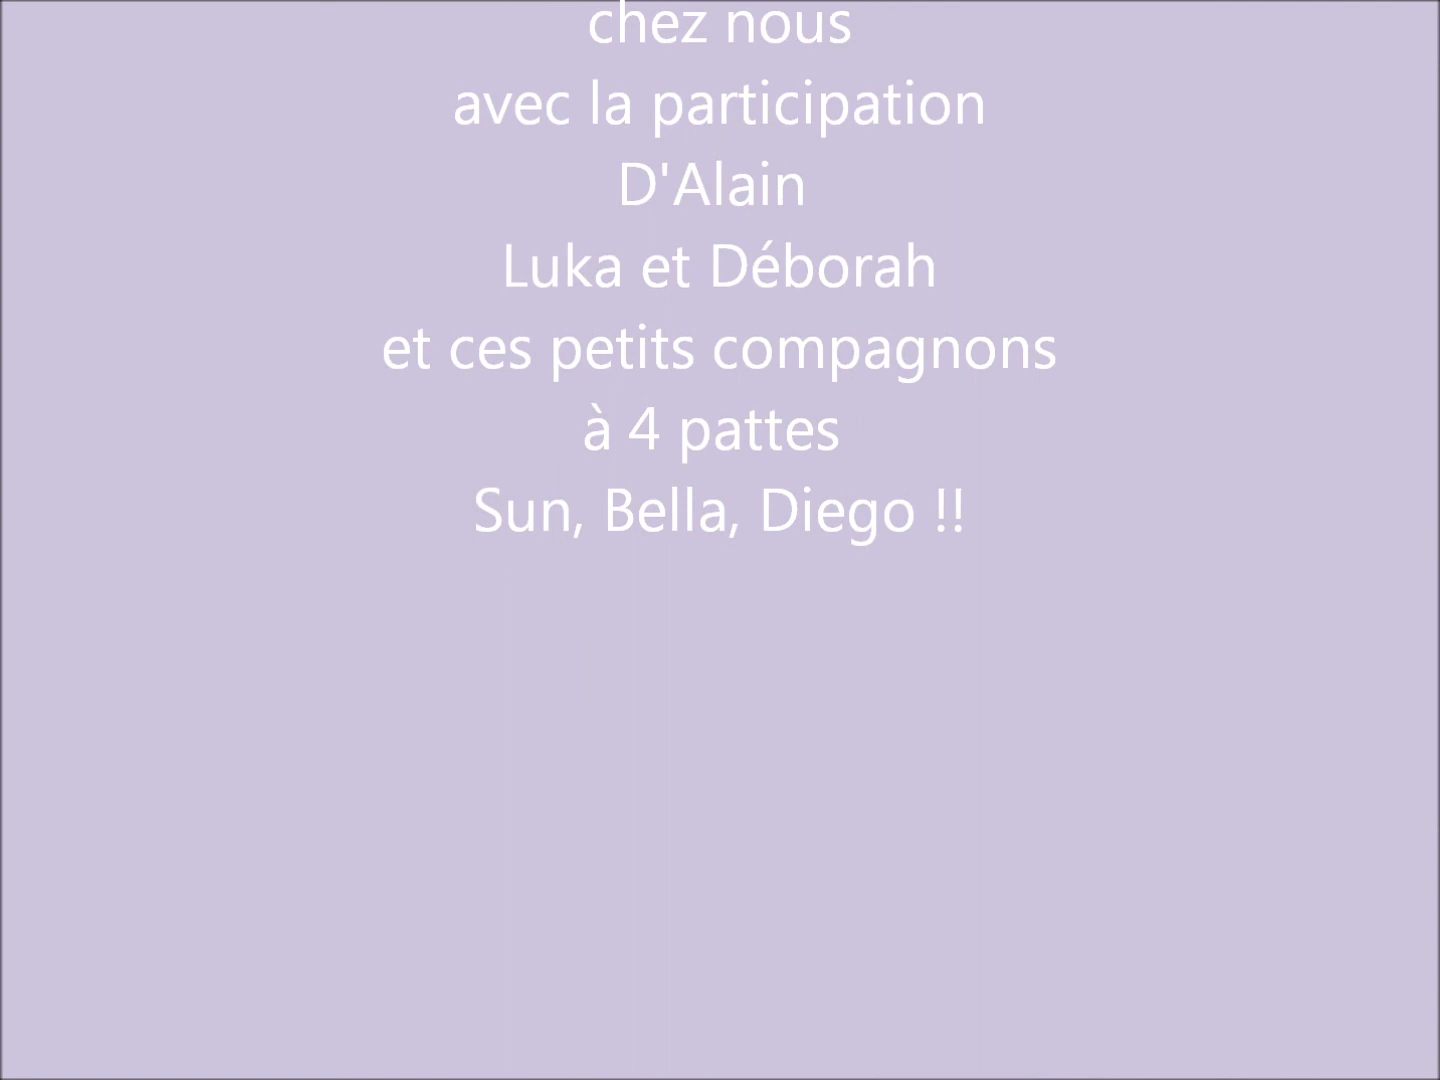 chez nous
avec la participation
D'Alain
Luka et Déborah
et ces petits compagnons
à 4 pattes
Sun, Bella, Diego !!